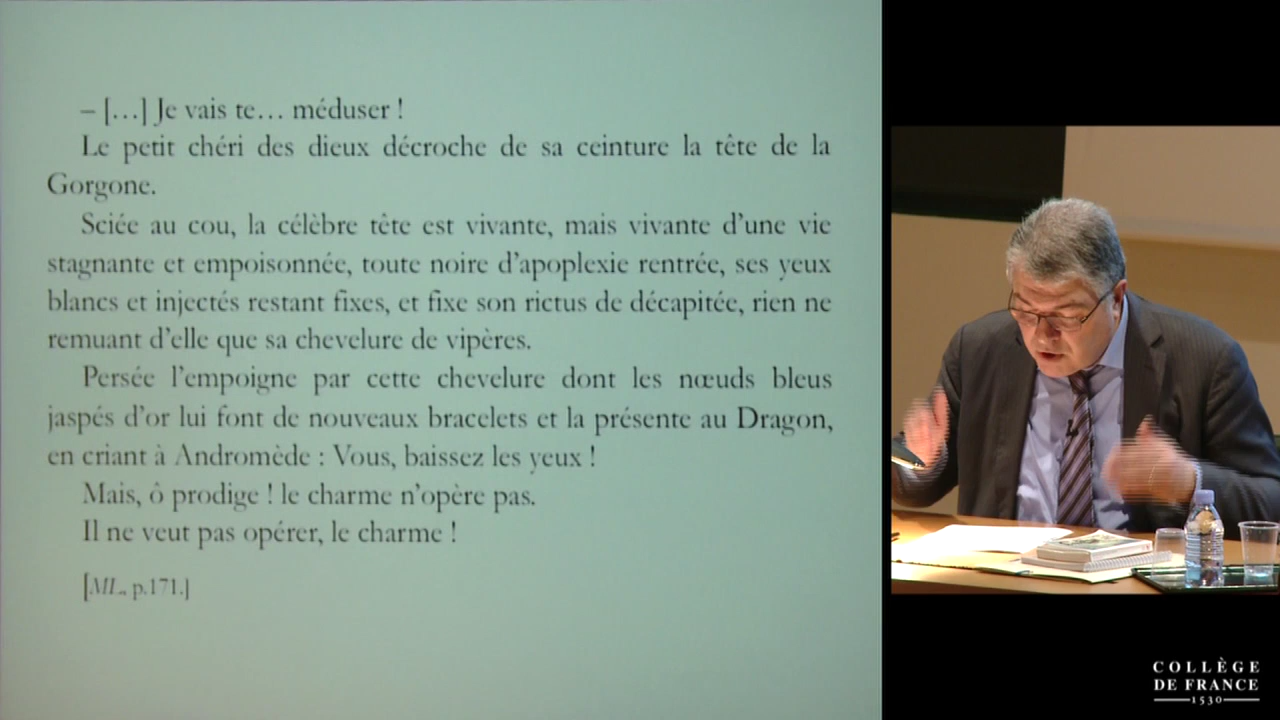 – […] Je vais te… méduser !
Le petit chéri des dieux décroche de sa ceinture la tête de la
Gorgone.
Sciée au cou, la célèbre tête est vivante, mais vivante d’une vie
stagnante et empoisonnée, toute noire d’apoplexie rentrée, ses yeux
blancs et injectés restant fixes, et fixe son rictus de décapitée, rien ne
remuant d’elle que sa chevelure de vipères.
Persée l’empoigne par cette chevelure dont les nœuds bleus
jaspés d’or lui font de nouveaux bracelets et la présente au Dragon,
en criant à Andromède : Vous, baissez les yeux !
Mais, ô prodige ! le charme n’opère pas.
Il ne veut pas opérer, le charme !
[ML, p.171.]
COLLÈGE
DE FRANCE
1530